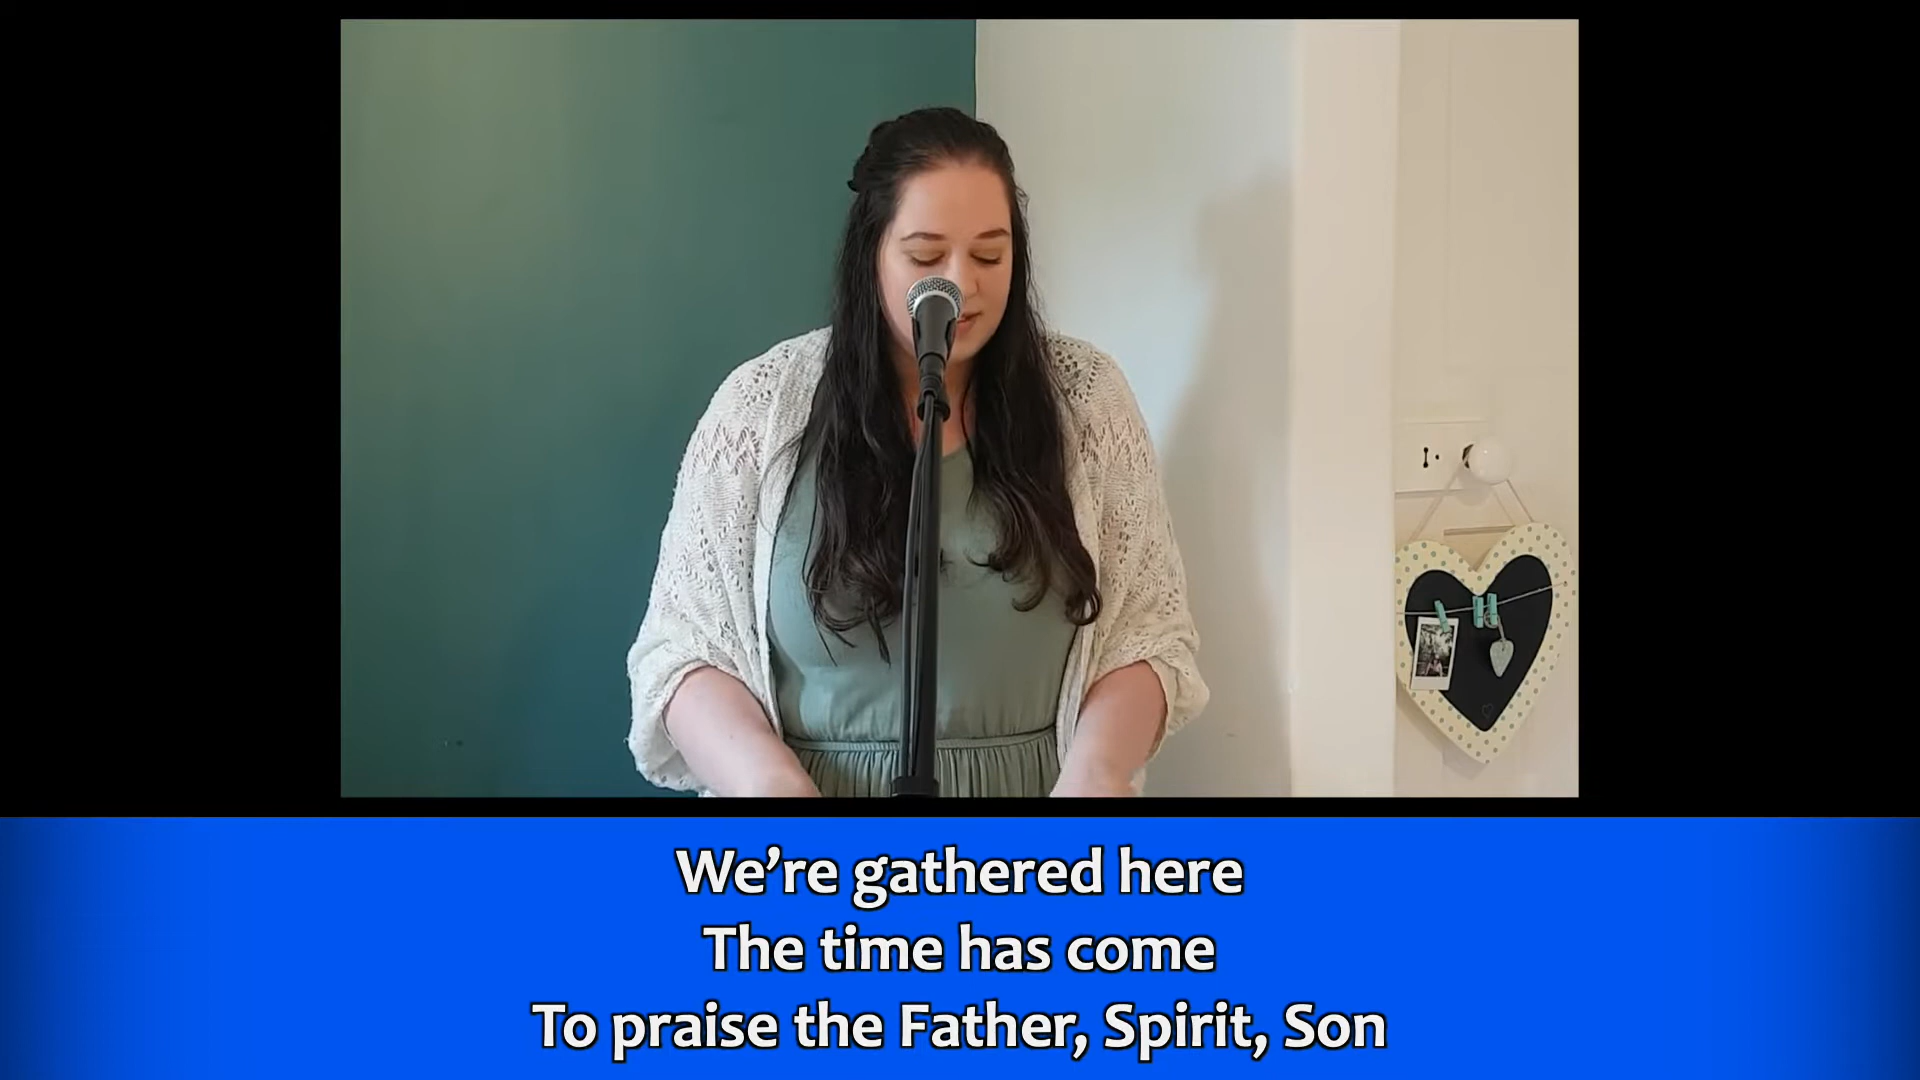 We’re gathered here
The time has come
To praise the Father, Spirit, Son